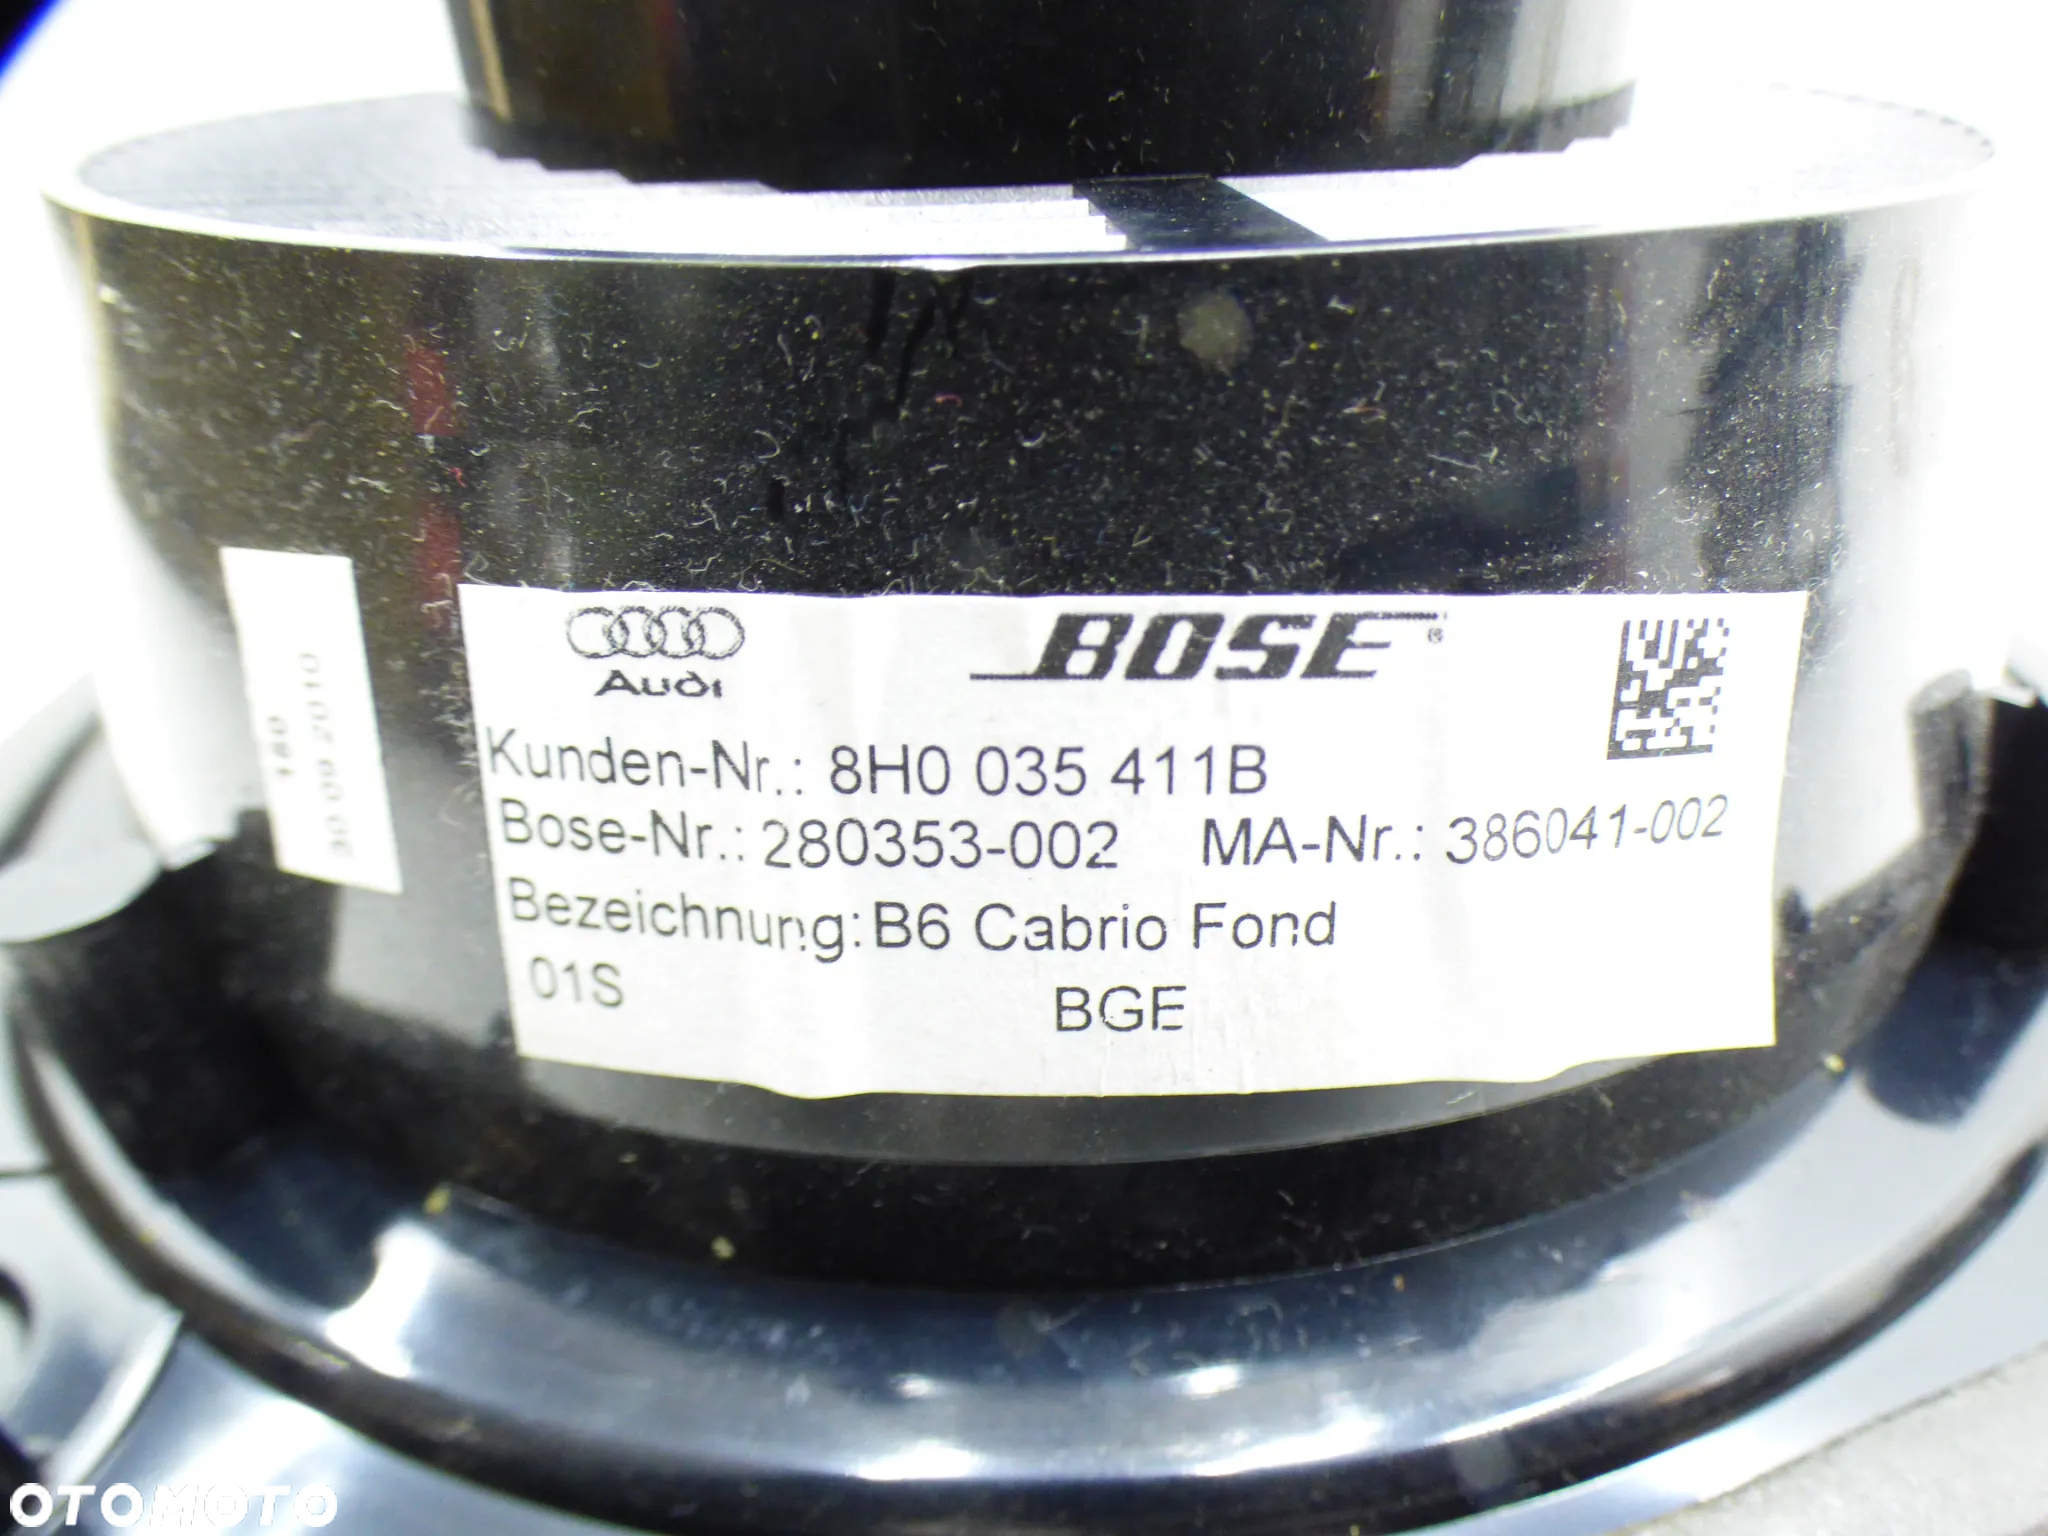 180
30 09 2010
Audi
BOSE®
Kunden-Nr.: 8H0 035 411B
Bose-Nr.: 280353-002 MA-Nr.: 386041-002
Bezeichnung: B6 Cabrio Fond
01S
BGE
OTOMOTO